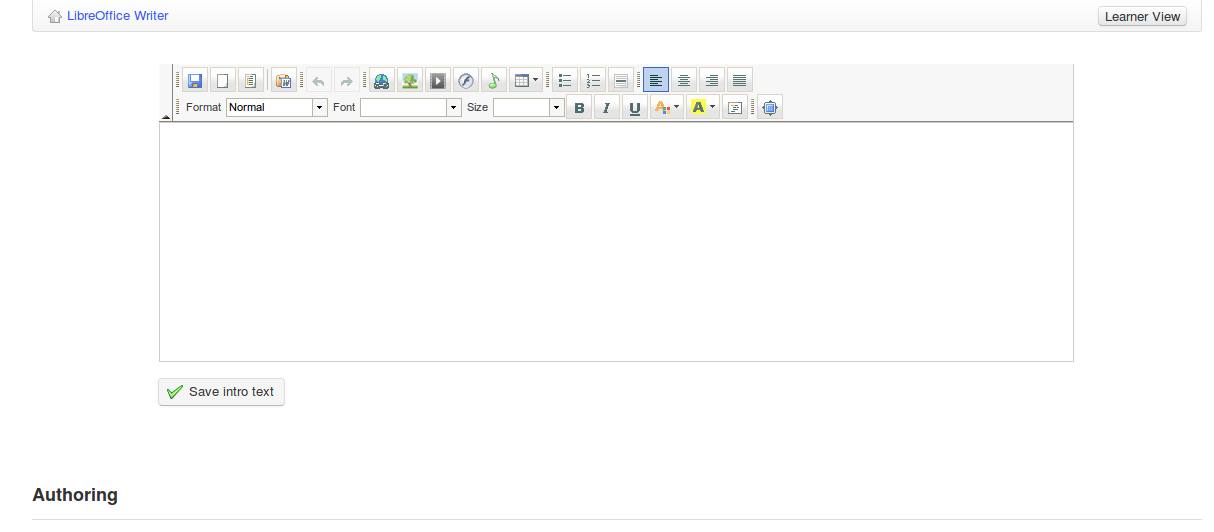 LibreOffice Writer Learner View
Format Normal Font Size B I U A A
Save intro text
Authoring